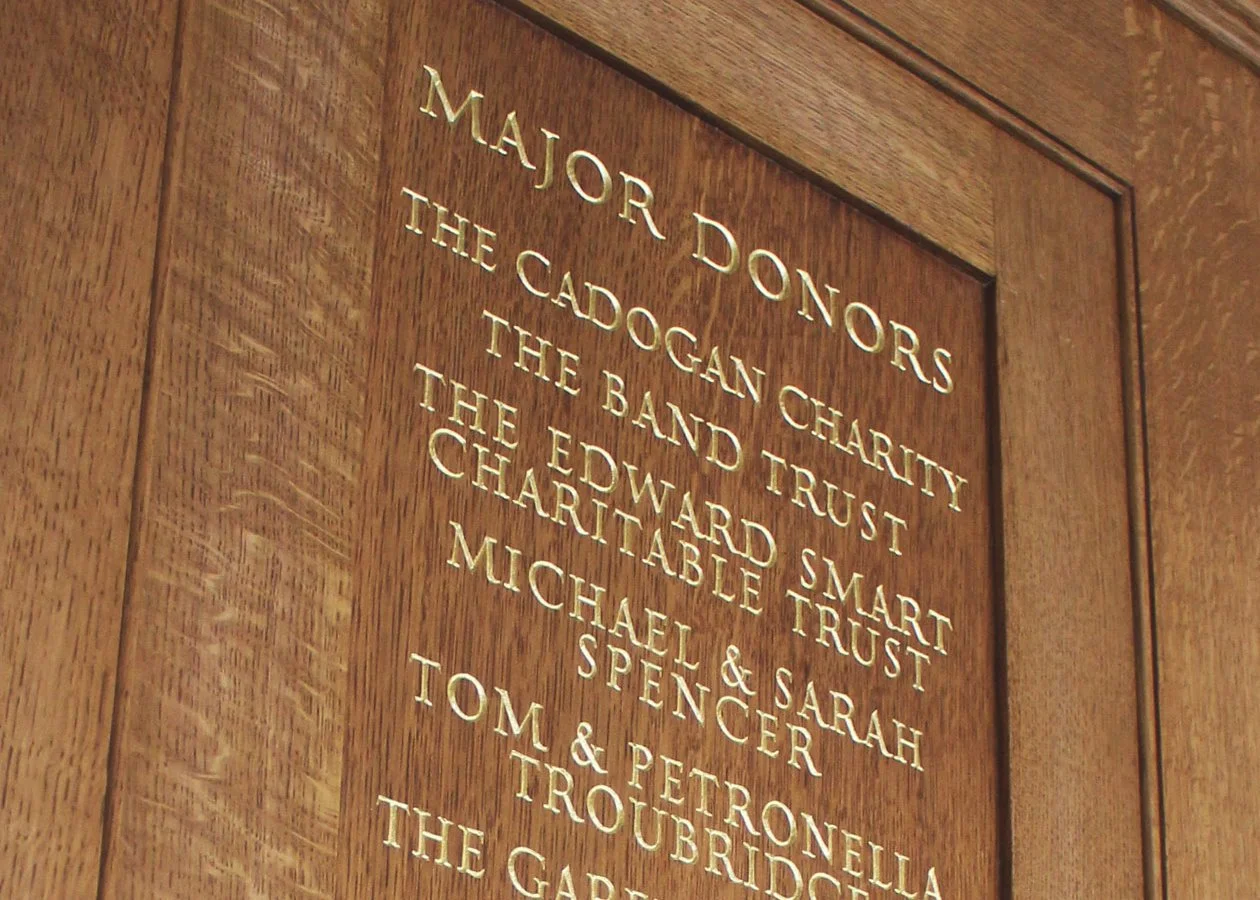 MAJOR DONORS
THE CADOGAN CHARITY
THE BAND TRUST
THE EDWARD SMART
CHARITABLE TRUST
MICHAEL & SARAH
SPENCER
TOM & PETRONELLA
TROUBRIDGE
THE